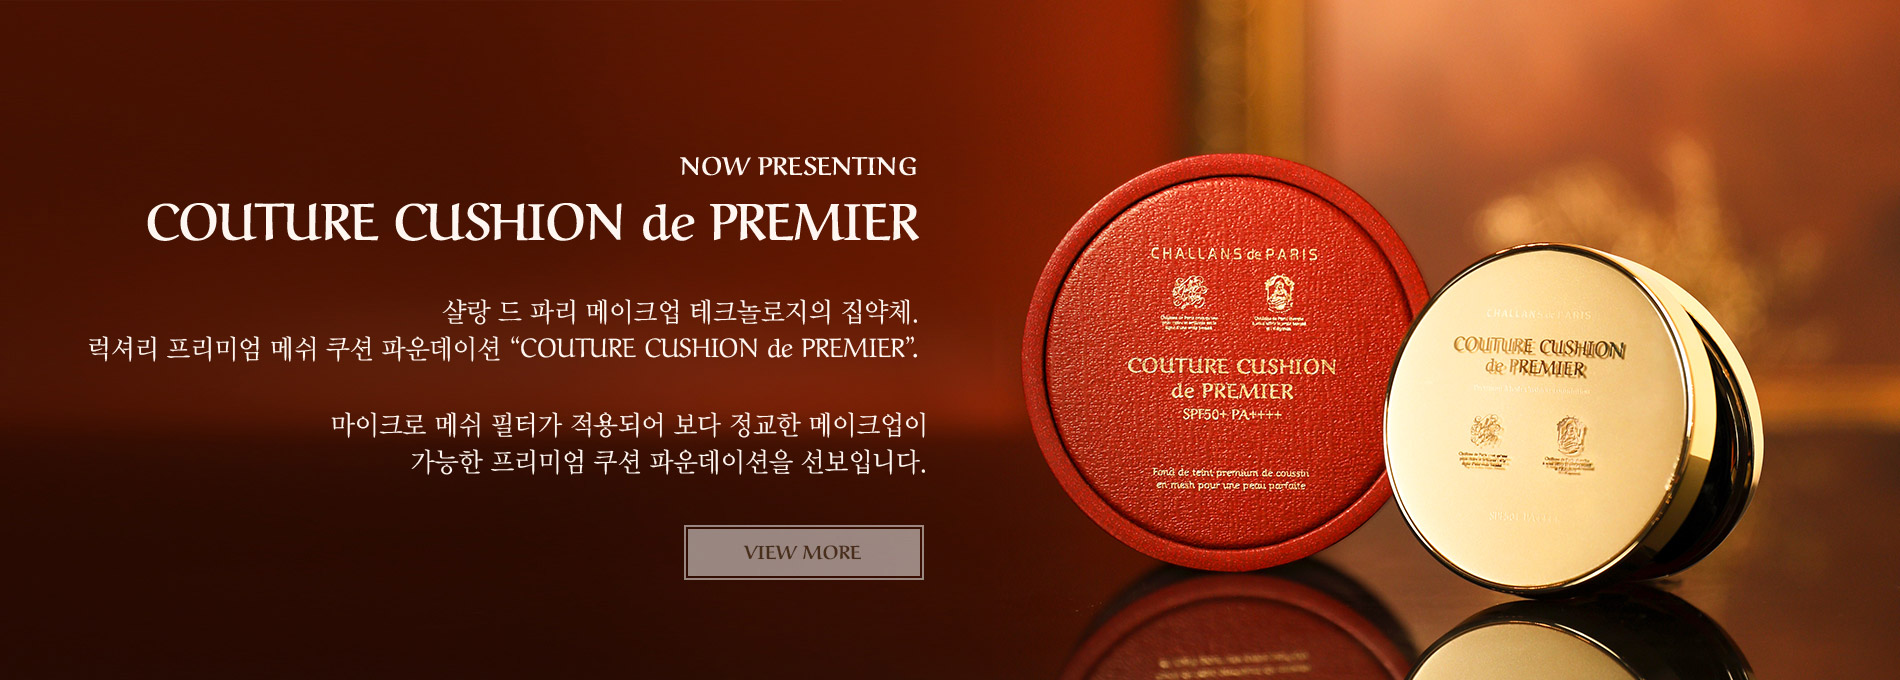 NOW PRESENTING
COUTURE CUSHION de PREMIER
샬랑 드 파리 메이크업 테크놀로지의 집약체.
럭셔리 프리미엄 메쉬 쿠션 파운데이션 “COUTURE CUSHION de PREMIER”.
마이크로 메쉬 필터가 적용되어 보다 정교한 메이크업이
가능한 프리미엄 쿠션 파운데이션을 선보입니다.
VIEW MORE
CHALLANS de PARIS
COUTURE CUSHION
de PREMIER
SPF50+ PA++++
Fond de teint premium de coussin
en mesh pour une peau parfaite
CHALLANS de PARIS
COUTURE CUSHION
de PREMIER